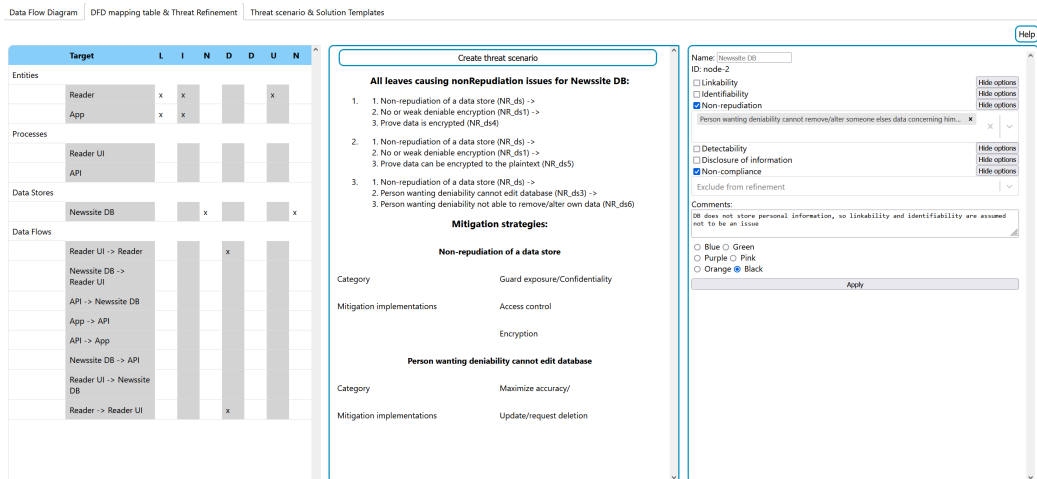 Data Flow Diagram DFD mapping table & Threat Refinement Threat scenario & Solution Templates
Help
Target L I N D D U N
Entities
Reader x x x
App x x
Processes
Reader UI
API
Data Stores
Newssite DB x x
Data Flows
Reader UI -> Reader x
Newssite DB ->
Reader UI
API -> Newssite DB
App -> API
API -> App
Newssite DB -> API
Reader UI -> Newssite
DB
Reader -> Reader UI x
Create threat scenario
All leaves causing nonRepudiation issues for Newssite DB:
1. 1. Non-repudiation of a data store (NR_ds) ->
2. No or weak deniable encryption (NR_ds1) ->
3. Prove data is encrypted (NR_ds4)
2. 1. Non-repudiation of a data store (NR_ds) ->
2. No or weak deniable encryption (NR_ds1) ->
3. Prove data can be encrypted to the plaintext (NR_ds5)
3. 1. Non-repudiation of a data store (NR_ds) ->
2. Person wanting deniability cannot edit database (NR_ds3) ->
3. Person wanting deniability not able to remove/alter own data (NR_ds6)
Mitigation strategies:
Non-repudiation of a data store
Category Guard exposure/Confidentiality
Mitigation implementations Access control
Encryption
Person wanting deniability cannot edit database
Category Maximize accuracy/
Mitigation implementations Update/request deletion
Name: Newssite DB
ID: node-2
Linkability Hide options
Identifiability Hide options
Non-repudiation Hide options
Person wanting deniability cannot remove/alter someone elses data concerning him... x
Detectability Hide options
Disclosure of information Hide options
Non-compliance Hide options
Exclude from refinement
Comments:
DB does not store personal information, so linkability and identifiability are assumed
not to be an issue
Blue Green
Purple Pink
Orange Black
Apply